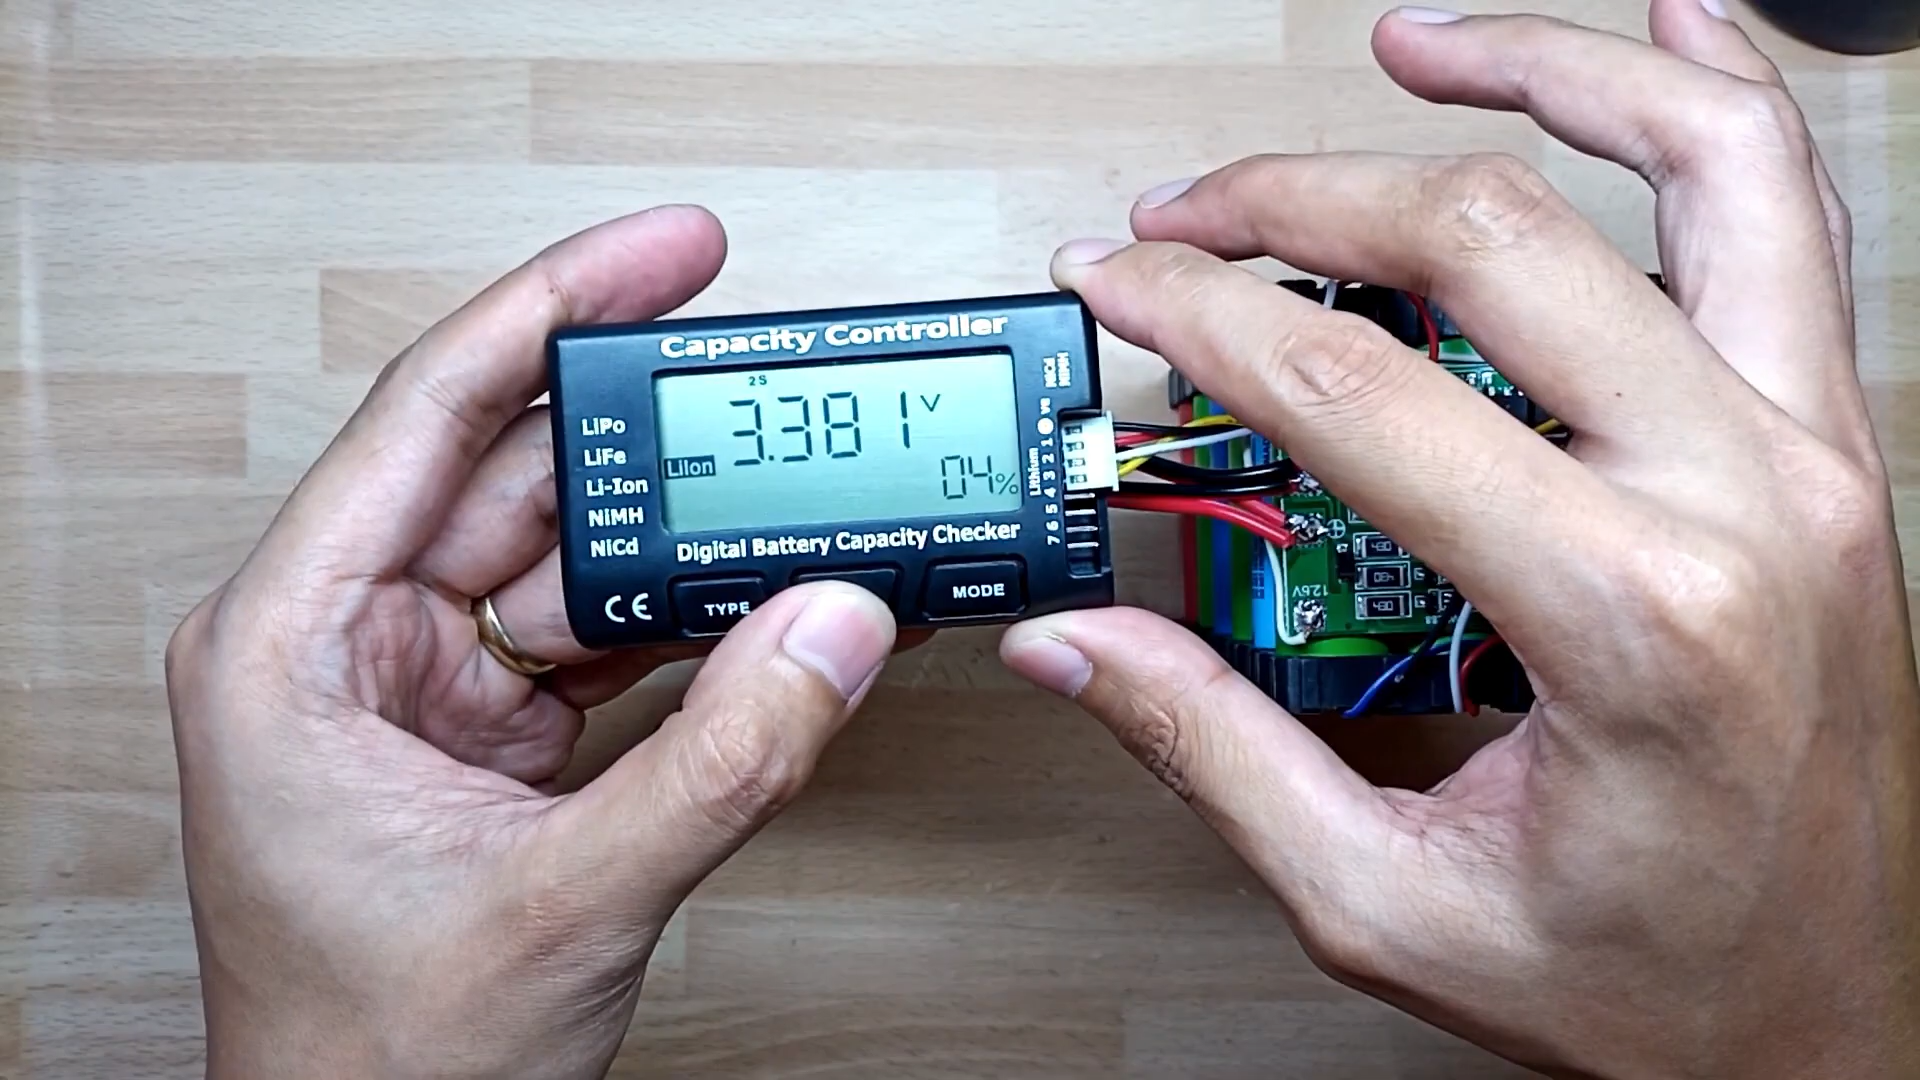 Capacity Controller
2S
3.381 V
LiIon
04%
LiPo
LiFe
Li-Ion
NiMH
NiCd
Digital Battery Capacity Checker
CE
TYPE
MODE
NiCd
NiMH
-ve
Lithium
7 6 5 4 3 2 1
12.6V